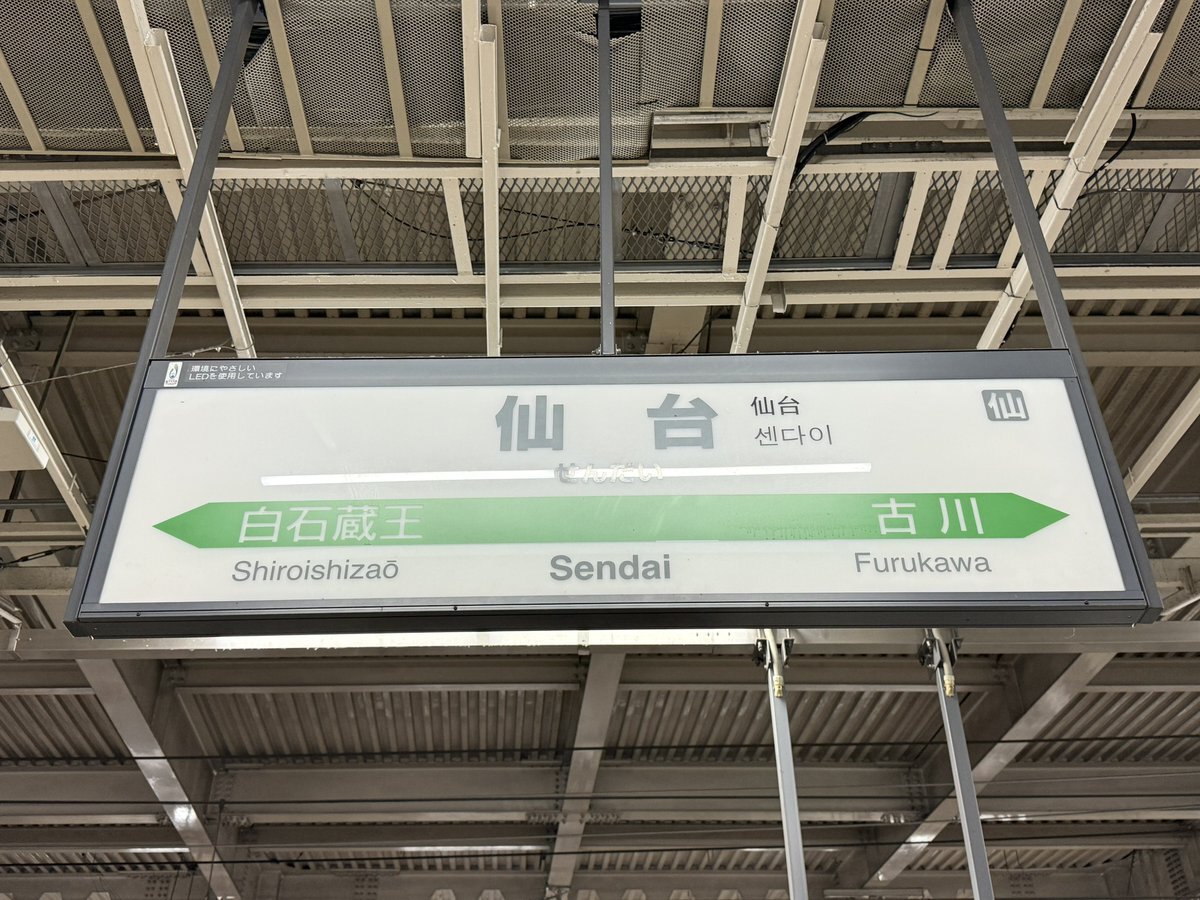 環境にやさしい
LEDを使用しています
仙台
仙台
센다이
仙
せんだい
白石蔵王
古川
Shiroishizaō
Sendai
Furukawa